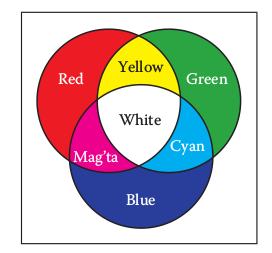 Yellow
Red
Green
White
Mag'ta
Cyan
Blue